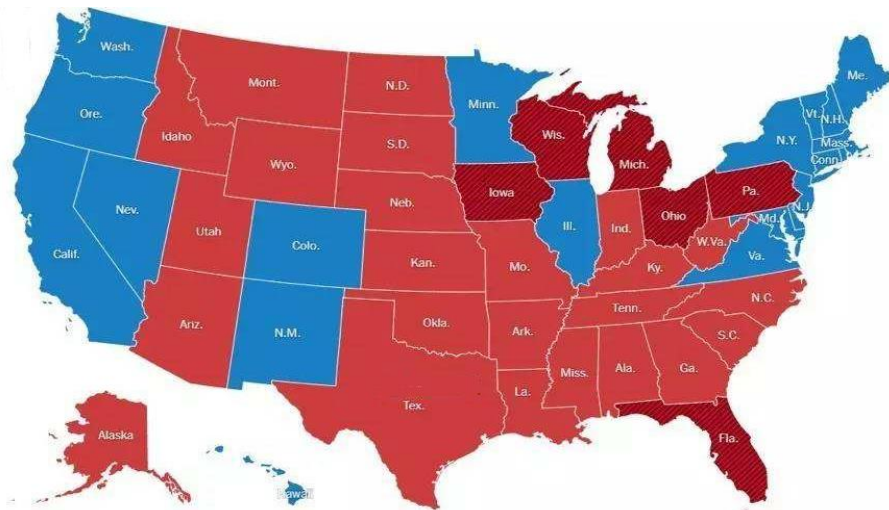 Wash.
Mont.
N.D.
Minn.
Me.
Ore.
Idaho
Wyo.
S.D.
Wis.
Mich.
Vt.
N.H.
N.Y.
Mass.
Conn.
Nev.
Utah
Colo.
Neb.
Iowa
Ill.
Ind.
Ohio
Pa.
N.J.
Md.
Calif.
Kan.
Mo.
Ky.
W.Va.
Va.
Ariz.
N.M.
Okla.
Ark.
Tenn.
N.C.
Tex.
La.
Miss.
Ala.
Ga.
S.C.
Fla.
Alaska
Hawaii